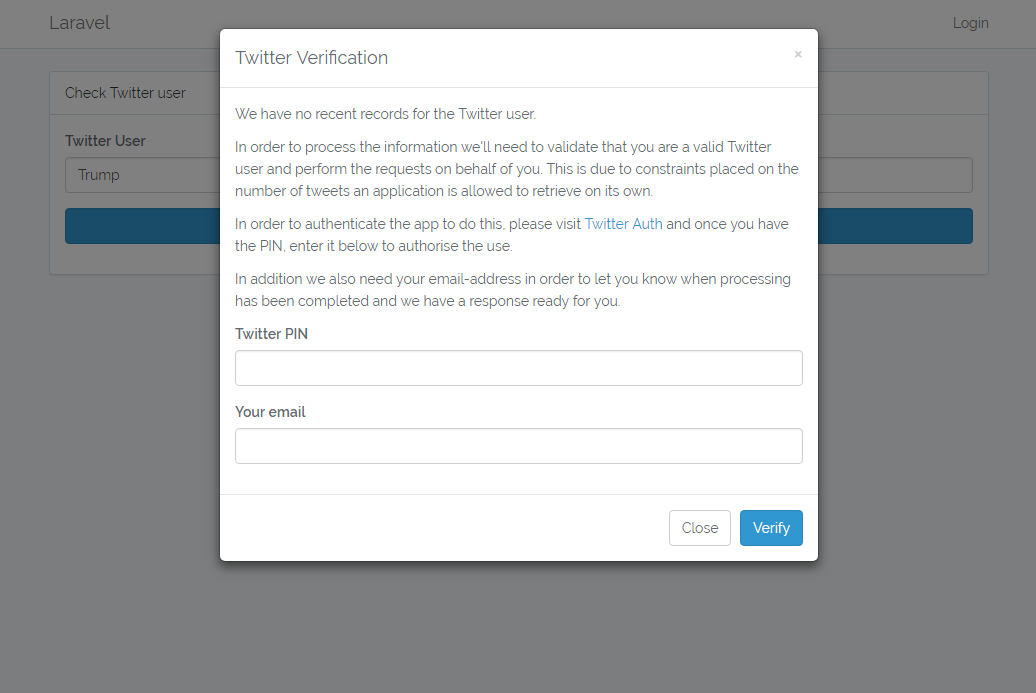 Laravel
Login
Twitter Verification
×
Check Twitter user
We have no recent records for the Twitter user.
Twitter User
In order to process the information we'll need to validate that you are a valid Twitter
user and perform the requests on behalf of you. This is due to constraints placed on the
number of tweets an application is allowed to retrieve on its own.
Trump
In order to authenticate the app to do this, please visit Twitter Auth and once you have
the PIN, enter it below to authorise the use.
In addition we also need your email-address in order to let you know when processing
has been completed and we have a response ready for you.
Twitter PIN
Your email
Close
Verify